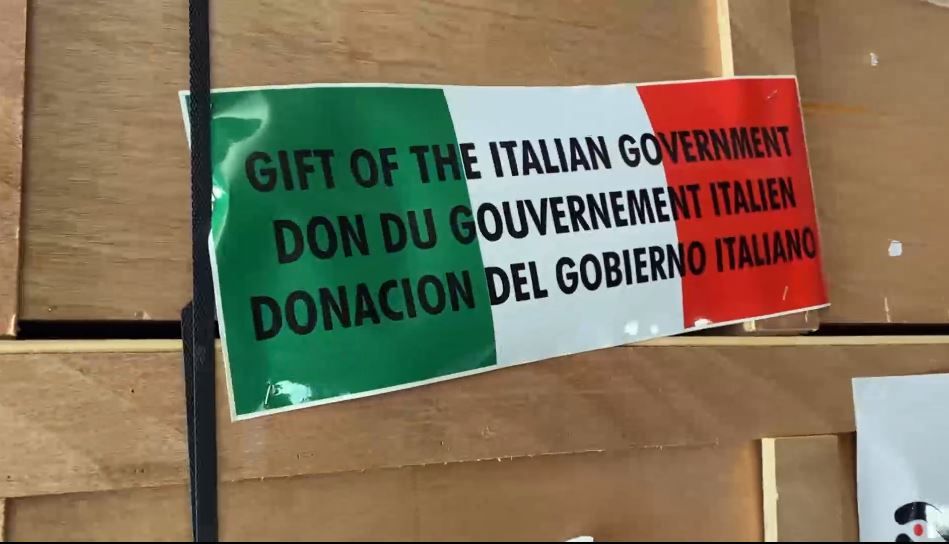 GIFT OF THE ITALIAN GOVERNMENT
DON DU GOUVERNEMENT ITALIEN
DONACION DEL GOBIERNO ITALIANO